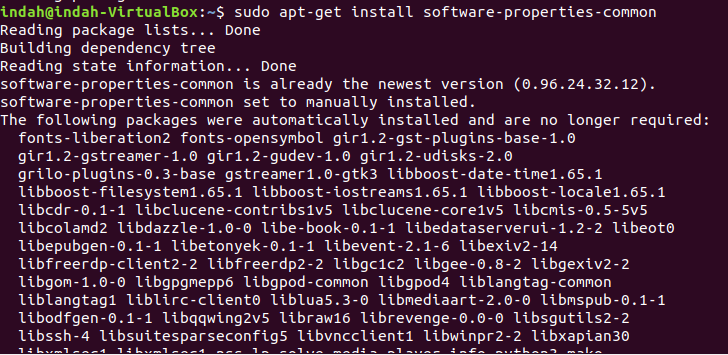 indah@indah-VirtualBox:~$ sudo apt-get install software-properties-common
Reading package lists... Done
Building dependency tree
Reading state information... Done
software-properties-common is already the newest version (0.96.24.32.12).
software-properties-common set to manually installed.
The following packages were automatically installed and are no longer required:
fonts-liberation2 fonts-opensymbol gir1.2-gst-plugins-base-1.0
gir1.2-gstreamer-1.0 gir1.2-gudev-1.0 gir1.2-udisks-2.0
grilo-plugins-0.3-base gstreamer1.0-gtk3 libboost-date-time1.65.1
libboost-filesystem1.65.1 libboost-iostreams1.65.1 libboost-locale1.65.1
libcdr-0.1-1 libclucene-contribs1v5 libclucene-core1v5 libcmis-0.5-5v5
libcolamd2 libdazzle-1.0-0 libe-book-0.1-1 libedataserverui-1.2-2 libeot0
libepubgen-0.1-1 libetonyek-0.1-1 libevent-2.1-6 libexiv2-14
libfreerdp-client2-2 libfreerdp2-2 libgc1c2 libgee-0.8-2 libgexiv2-2
libgom-1.0-0 libgpgmepp6 libgpod-common libgpod4 liblangtag-common
liblangtag1 liblirc-client0 liblua5.3-0 libmediaart-2.0-0 libmspub-0.1-1
libodfgen-0.1-1 libqqwing2v5 libraw16 librevenge-0.0-0 libsgutils2-2
libssh-4 libsuitesparseconfig5 libvncclient1 libwinpr2-2 libxapian30